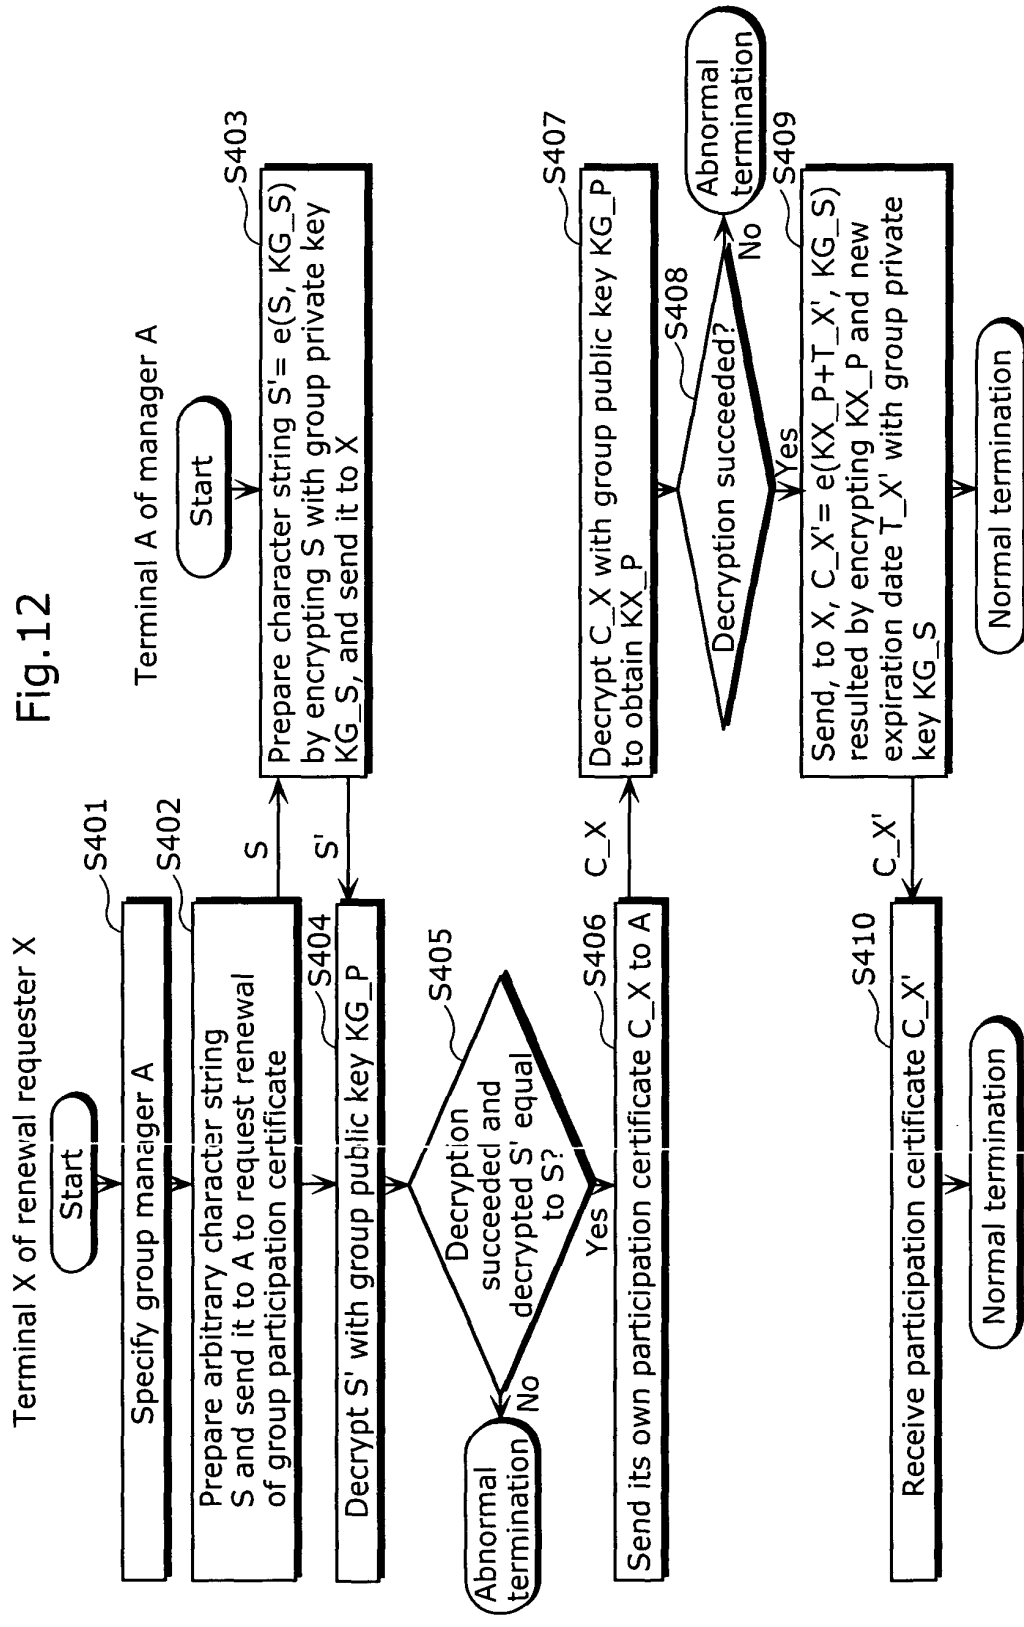 Fig.12
Terminal X of renewal requester X
Start
S401
Specify group manager A
S402
Prepare arbitrary character string
S and send it to A to request renewal
of group participation certificate
S
Terminal A of manager A
Start
S403
Prepare character string S'= e(S, KG_S)
by encrypting S with group private key
KG_S, and send it to X
S'
S404
Decrypt S' with group public key KG_P
S405
Decryption
succeeded and
decrypted S' equal
to S?
No
Abnormal
termination
Yes
S406
Send its own participation certificate C_X to A
C_X
S407
Decrypt C_X with group public key KG_P
to obtain KX_P
S408
Decryption succeeded?
No
Abnormal
termination
Yes
S409
Send, to X, C_X'= e(KX_P+T_X', KG_S)
resulted by encrypting KX_P and new
expiration date T_X' with group private
key KG_S
Normal termination
C_X'
S410
Receive participation certificate C_X'
Normal termination